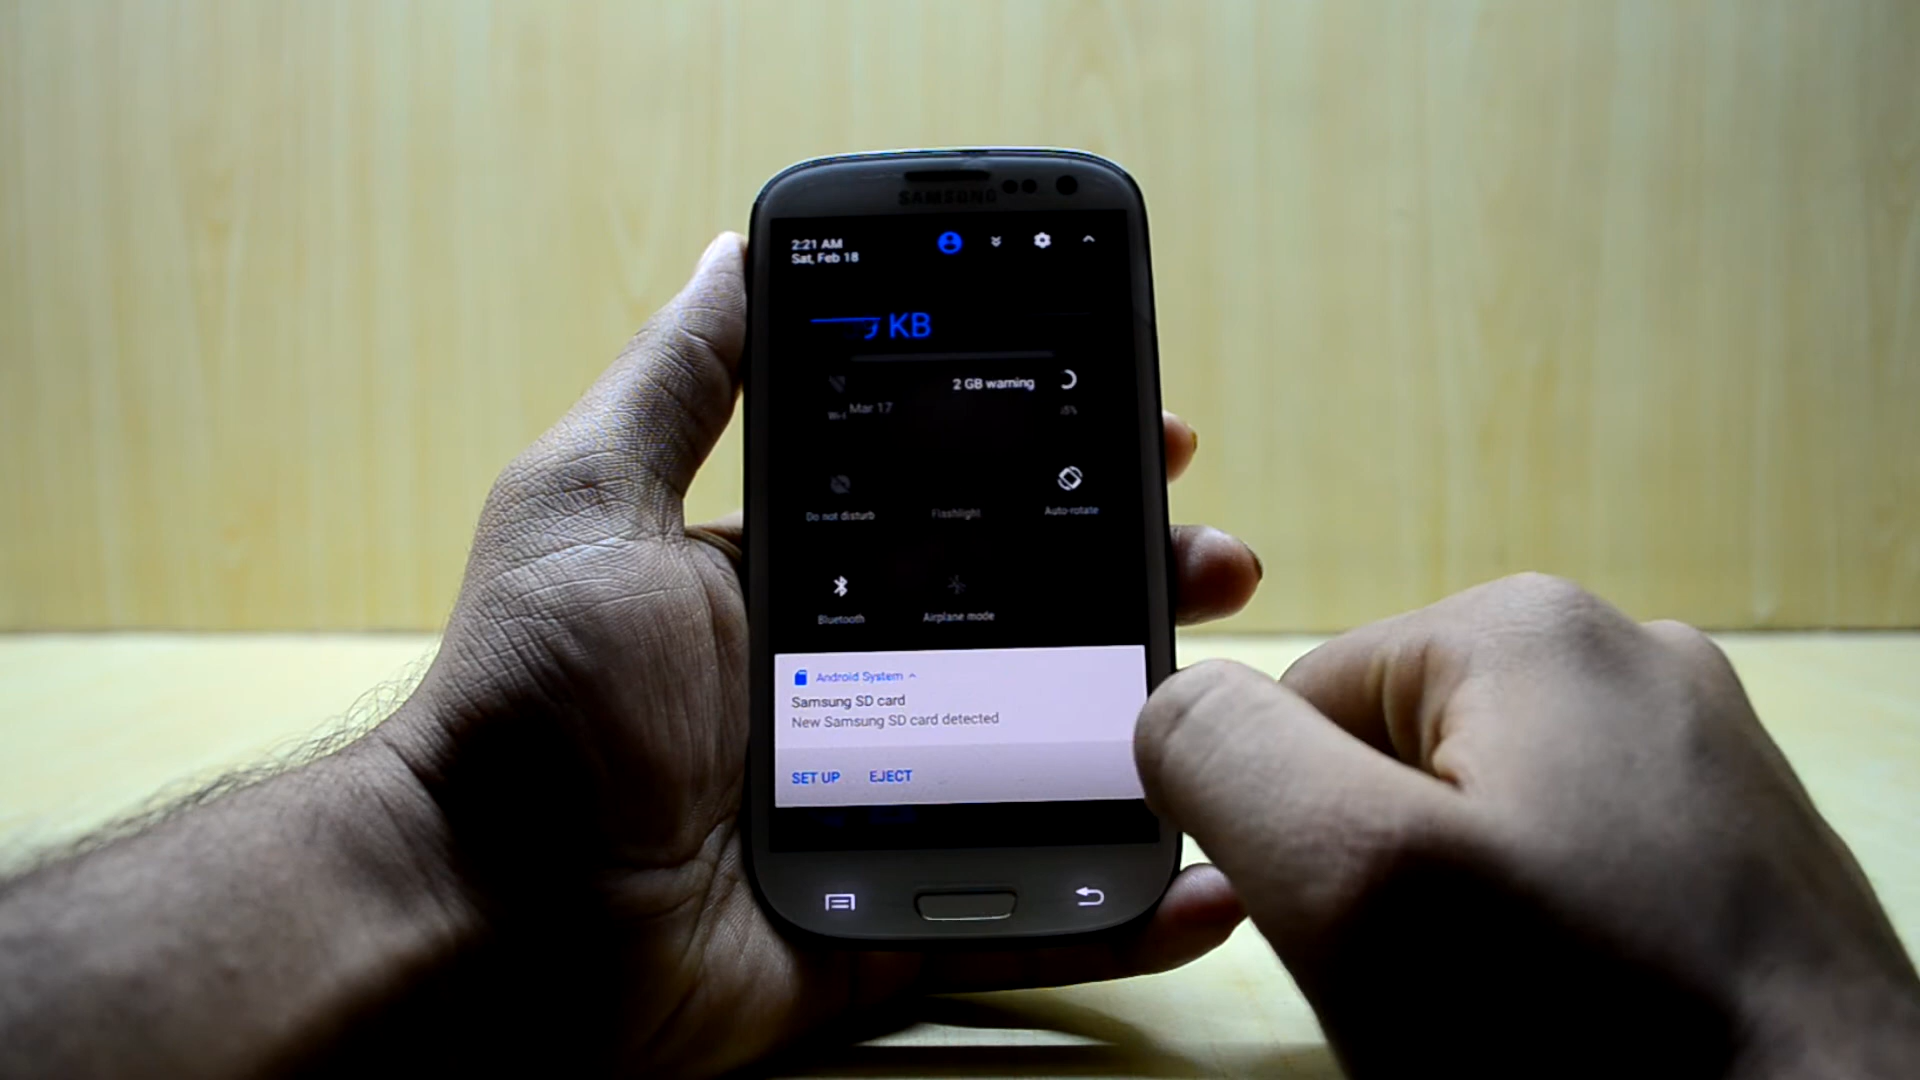 SAMSUNG
2:21 AM
Sat, Feb 18
KB
2 GB warning
Mar 17
Do not disturb
Flashlight
Auto-rotate
Bluetooth
Airplane mode
Android System
Samsung SD card
New Samsung SD card detected
SET UP EJECT